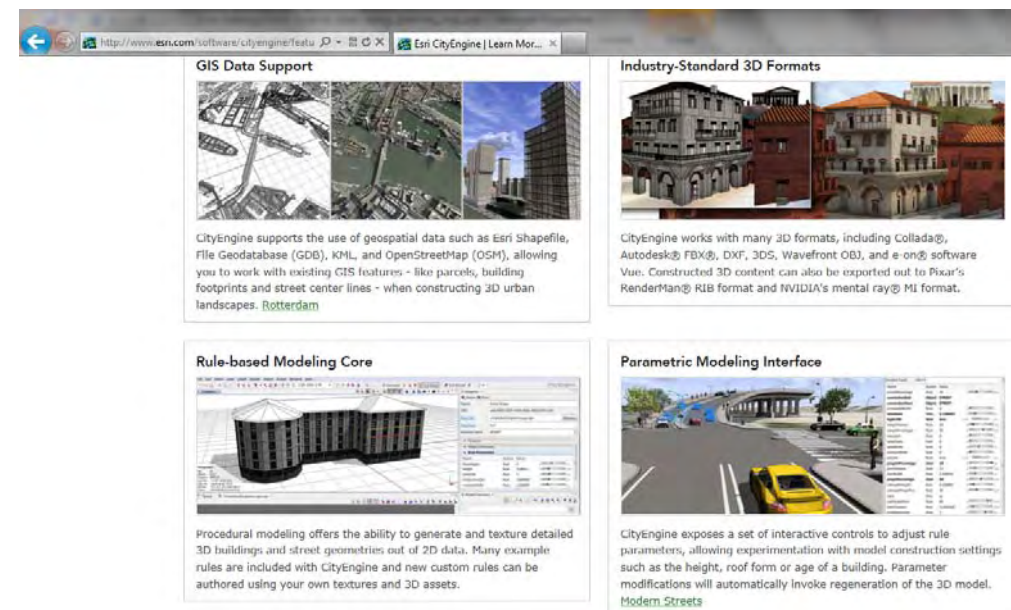 http://www.esri.com/software/cityengine/featu
Esri CityEngine | Learn Mor...
GIS Data Support
CityEngine supports the use of geospatial data such as Esri Shapefile,
File Geodatabase (GDB), KML, and OpenStreetMap (OSM), allowing
you to work with existing GIS features - like parcels, building
footprints and street center lines - when constructing 3D urban
landscapes. Rotterdam
Industry-Standard 3D Formats
CityEngine works with many 3D formats, including Collada®,
Autodesk® FBX®, DXF, 3DS, Wavefront OBJ, and e-on® software
Vue. Constructed 3D content can also be exported out to Pixar's
RenderMan® RIB format and NVIDIA's mental ray® MI format.
Rule-based Modeling Core
Procedural modeling offers the ability to generate and texture detailed
3D buildings and street geometries out of 2D data. Many example
rules are included with CityEngine and new custom rules can be
authored using your own textures and 3D assets.
Parametric Modeling Interface
CityEngine exposes a set of interactive controls to adjust rule
parameters, allowing experimentation with model construction settings
such as the height, roof form or age of a building. Parameter
modifications will automatically invoke regeneration of the 3D model.
Modern Streets